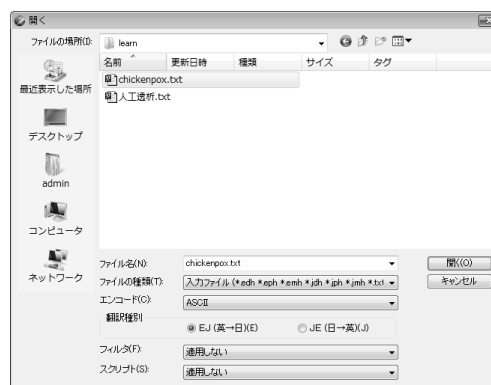 開く
ファイルの場所(I):
learn
名前
更新日時
種類
サイズ
タグ
chickenpox.txt
人工透析.txt
最近表示した場所
デスクトップ
admin
コンピュータ
ネットワーク
ファイル名(N):
chickenpox.txt
開く(O)
ファイルの種類(T):
入力ファイル (*.edh *.eph *.emh *.jdh *.jph *.jmh *.txt
キャンセル
エンコード(C):
ASCII
翻訳種別
EJ (英→日)(E)
JE (日→英)(J)
フィルタ(F):
適用しない
スクリプト(S):
適用しない